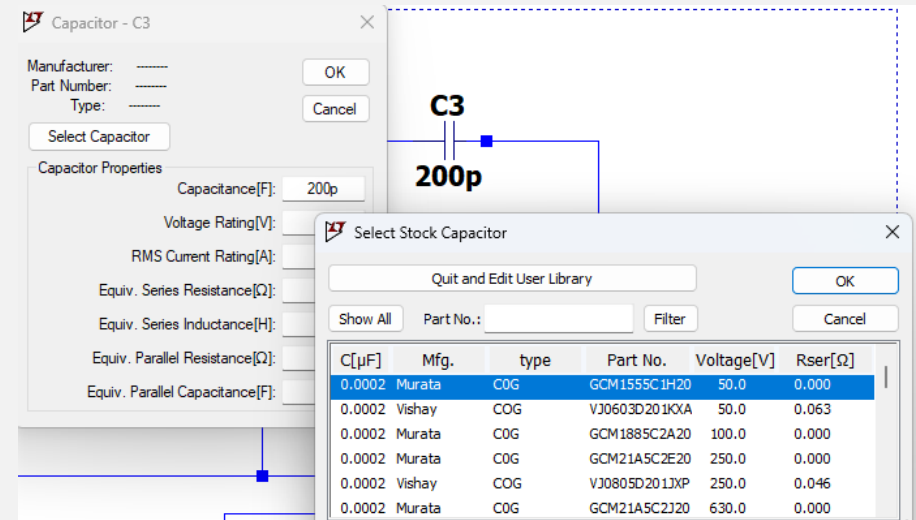 Capacitor - C3
Manufacturer: --------
Part Number: --------
Type: --------
OK
Cancel
Select Capacitor
Capacitor Properties
Capacitance[F]: 200p
Voltage Rating[V]:
RMS Current Rating[A]:
Equiv. Series Resistance[Ω]:
Equiv. Series Inductance[H]:
Equiv. Parallel Resistance[Ω]:
Equiv. Parallel Capacitance[F]:
C3
200p
Select Stock Capacitor
Quit and Edit User Library
OK
Show All Part No.: Filter Cancel
C[µF] Mfg. type Part No. Voltage[V] Rser[Ω]
0.0002 Murata C0G GCM1555C1H20 50.0 0.000
0.0002 Vishay C0G VJ0603D201KXA 50.0 0.063
0.0002 Murata C0G GCM1885C2A20 100.0 0.000
0.0002 Murata C0G GCM21A5C2E20 250.0 0.000
0.0002 Vishay C0G VJ0805D201JXP 250.0 0.046
0.0002 Murata C0G GCM21A5C2J20 630.0 0.000